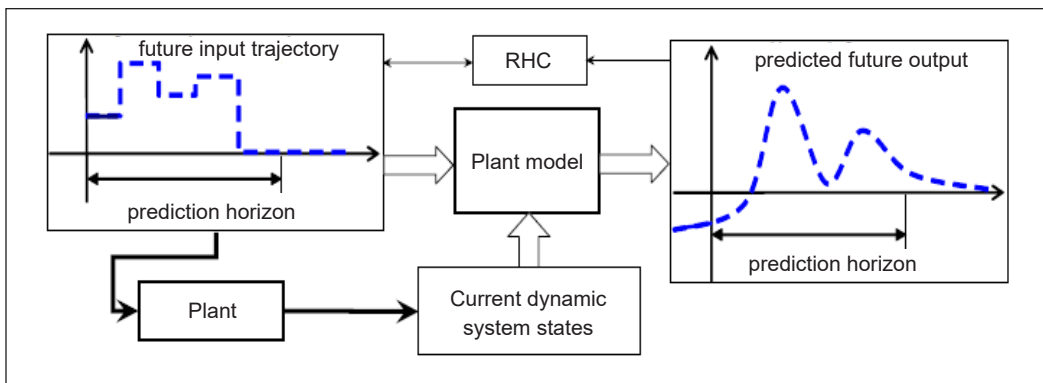 future input trajectory
prediction horizon
RHC
Plant model
predicted future output
prediction horizon
Plant
Current dynamic
system states